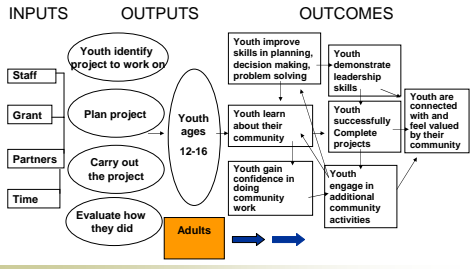 INPUTS
OUTPUTS
OUTCOMES
Staff
Grant
Partners
Time
Youth identify
project to work on
Plan project
Carry out
the project
Evaluate how
they did
Youth
ages
12-16
Adults
Youth improve
skills in planning,
decision making,
problem solving
Youth learn
about their
community
Youth gain
confidence in
doing
community
work
Youth
demonstrate
leadership
skills
Youth
successfully
Complete
projects
Youth
engage in
additional
community
activities
Youth are
connected
with and
feel valued
by their
community